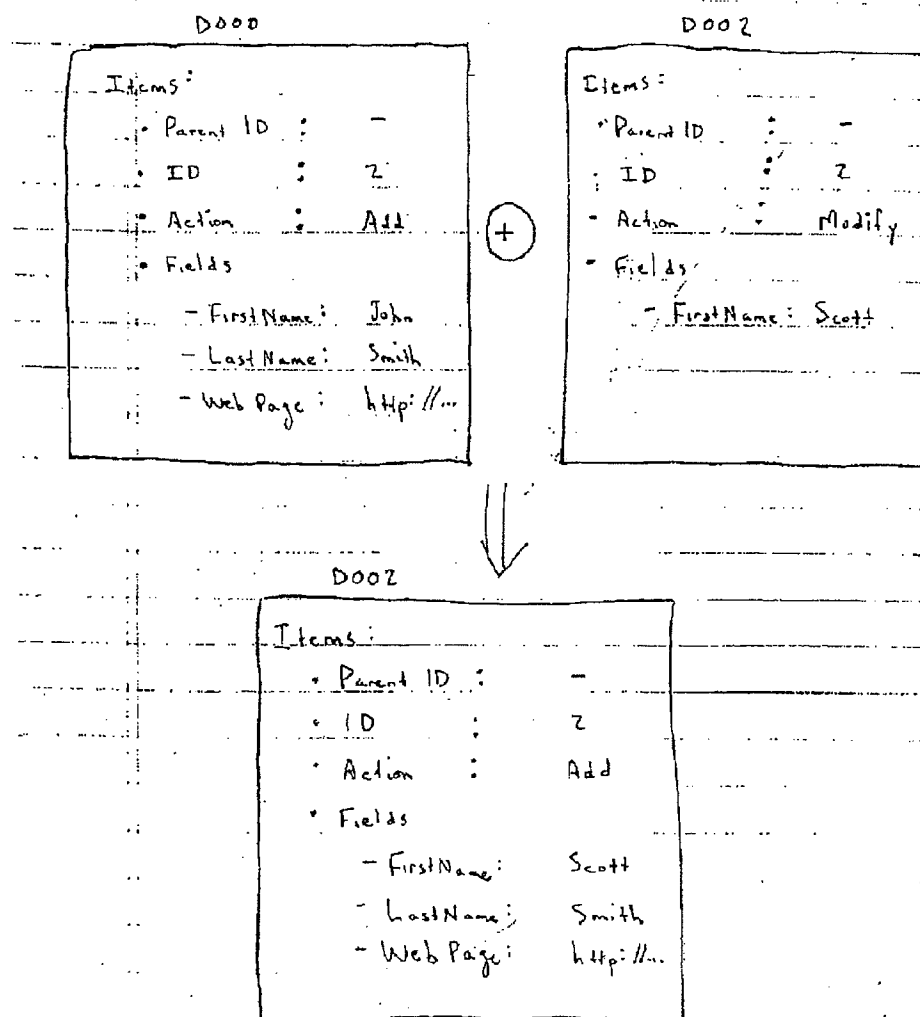 D000
Items:
• Parent ID : -
• ID : 2
• Action : Add
• Fields
- FirstName: John
- LastName: Smith
- Web Page: http://...
+
D002
Items:
• Parent ID : -
• ID : 2
- Action : Modify
- Fields
- FirstName: Scott
D002
Items:
• Parent ID : -
• ID : 2
• Action : Add
• Fields
- FirstName: Scott
- LastName: Smith
- Web Page: http://...